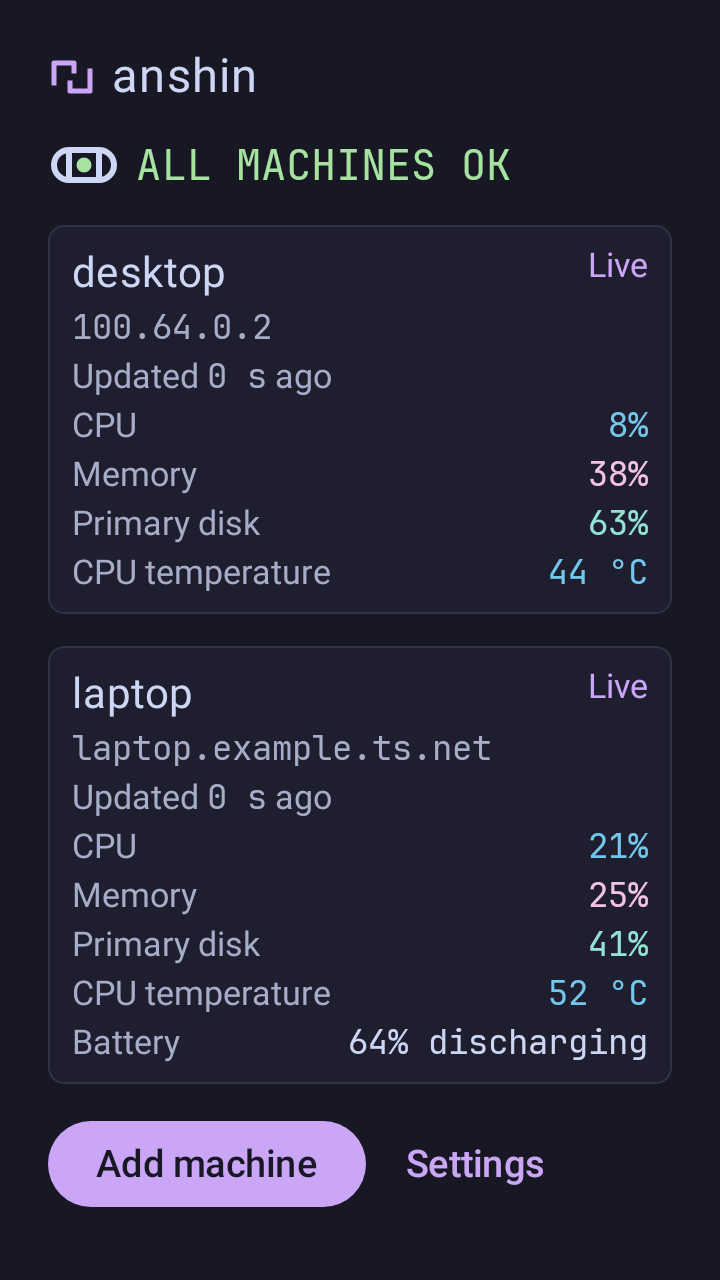 anshin
ALL MACHINES OK
desktop Live
100.64.0.2
Updated 0 s ago
CPU 8%
Memory 38%
Primary disk 63%
CPU temperature 44 °C
laptop Live
laptop.example.ts.net
Updated 0 s ago
CPU 21%
Memory 25%
Primary disk 41%
CPU temperature 52 °C
Battery 64% discharging
Add machine Settings